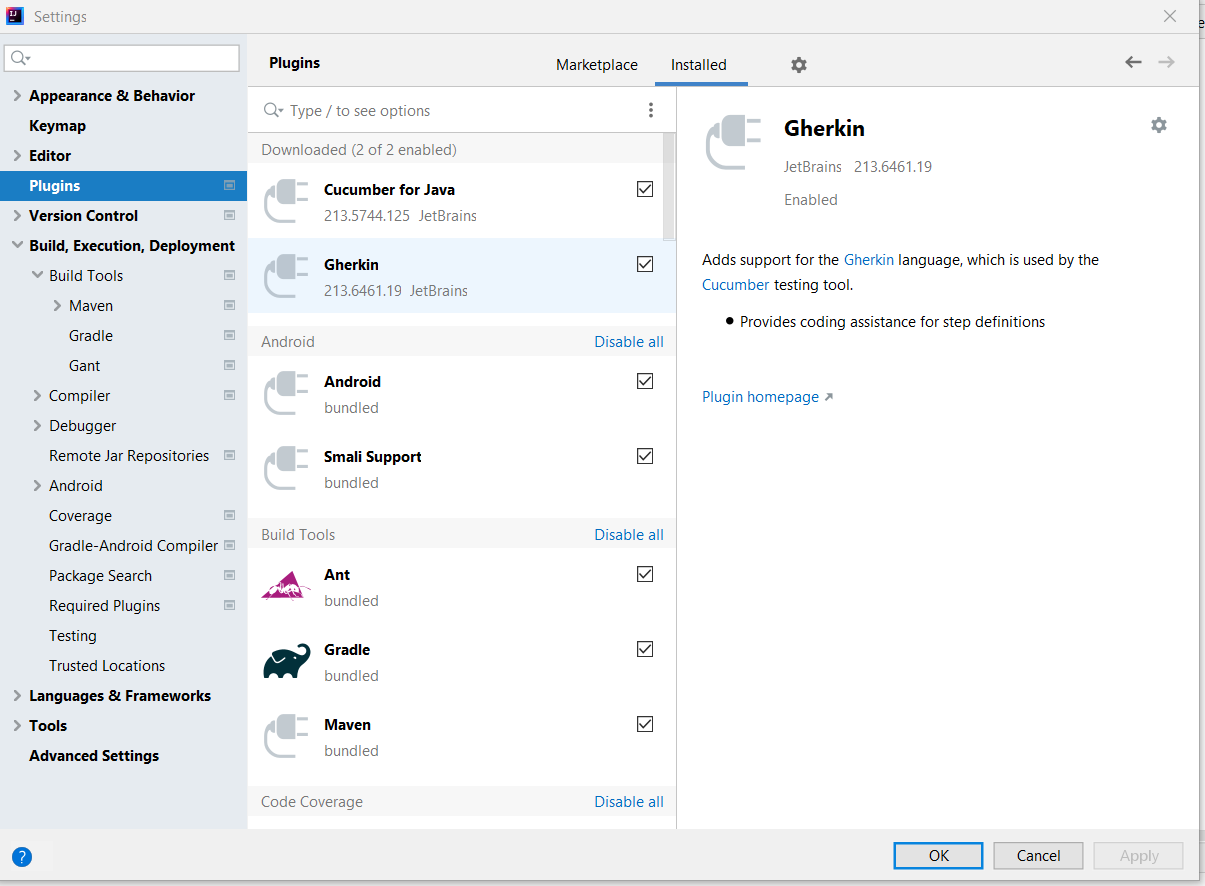 Settings
Appearance & Behavior
Keymap
Editor
Plugins
Version Control
Build, Execution, Deployment
Build Tools
Maven
Gradle
Gant
Compiler
Debugger
Remote Jar Repositories
Android
Coverage
Gradle-Android Compiler
Package Search
Required Plugins
Testing
Trusted Locations
Languages & Frameworks
Tools
Advanced Settings
Plugins
Marketplace
Installed
Type / to see options
Downloaded (2 of 2 enabled)
Cucumber for Java
213.5744.125 JetBrains
Gherkin
213.6461.19 JetBrains
Android Disable all
Android
bundled
Smali Support
bundled
Build Tools Disable all
Ant
bundled
Gradle
bundled
Maven
bundled
Code Coverage Disable all
Gherkin
JetBrains 213.6461.19
Enabled
Adds support for the Gherkin language, which is used by the
Cucumber testing tool.
• Provides coding assistance for step definitions
Plugin homepage
?
OK
Cancel
Apply